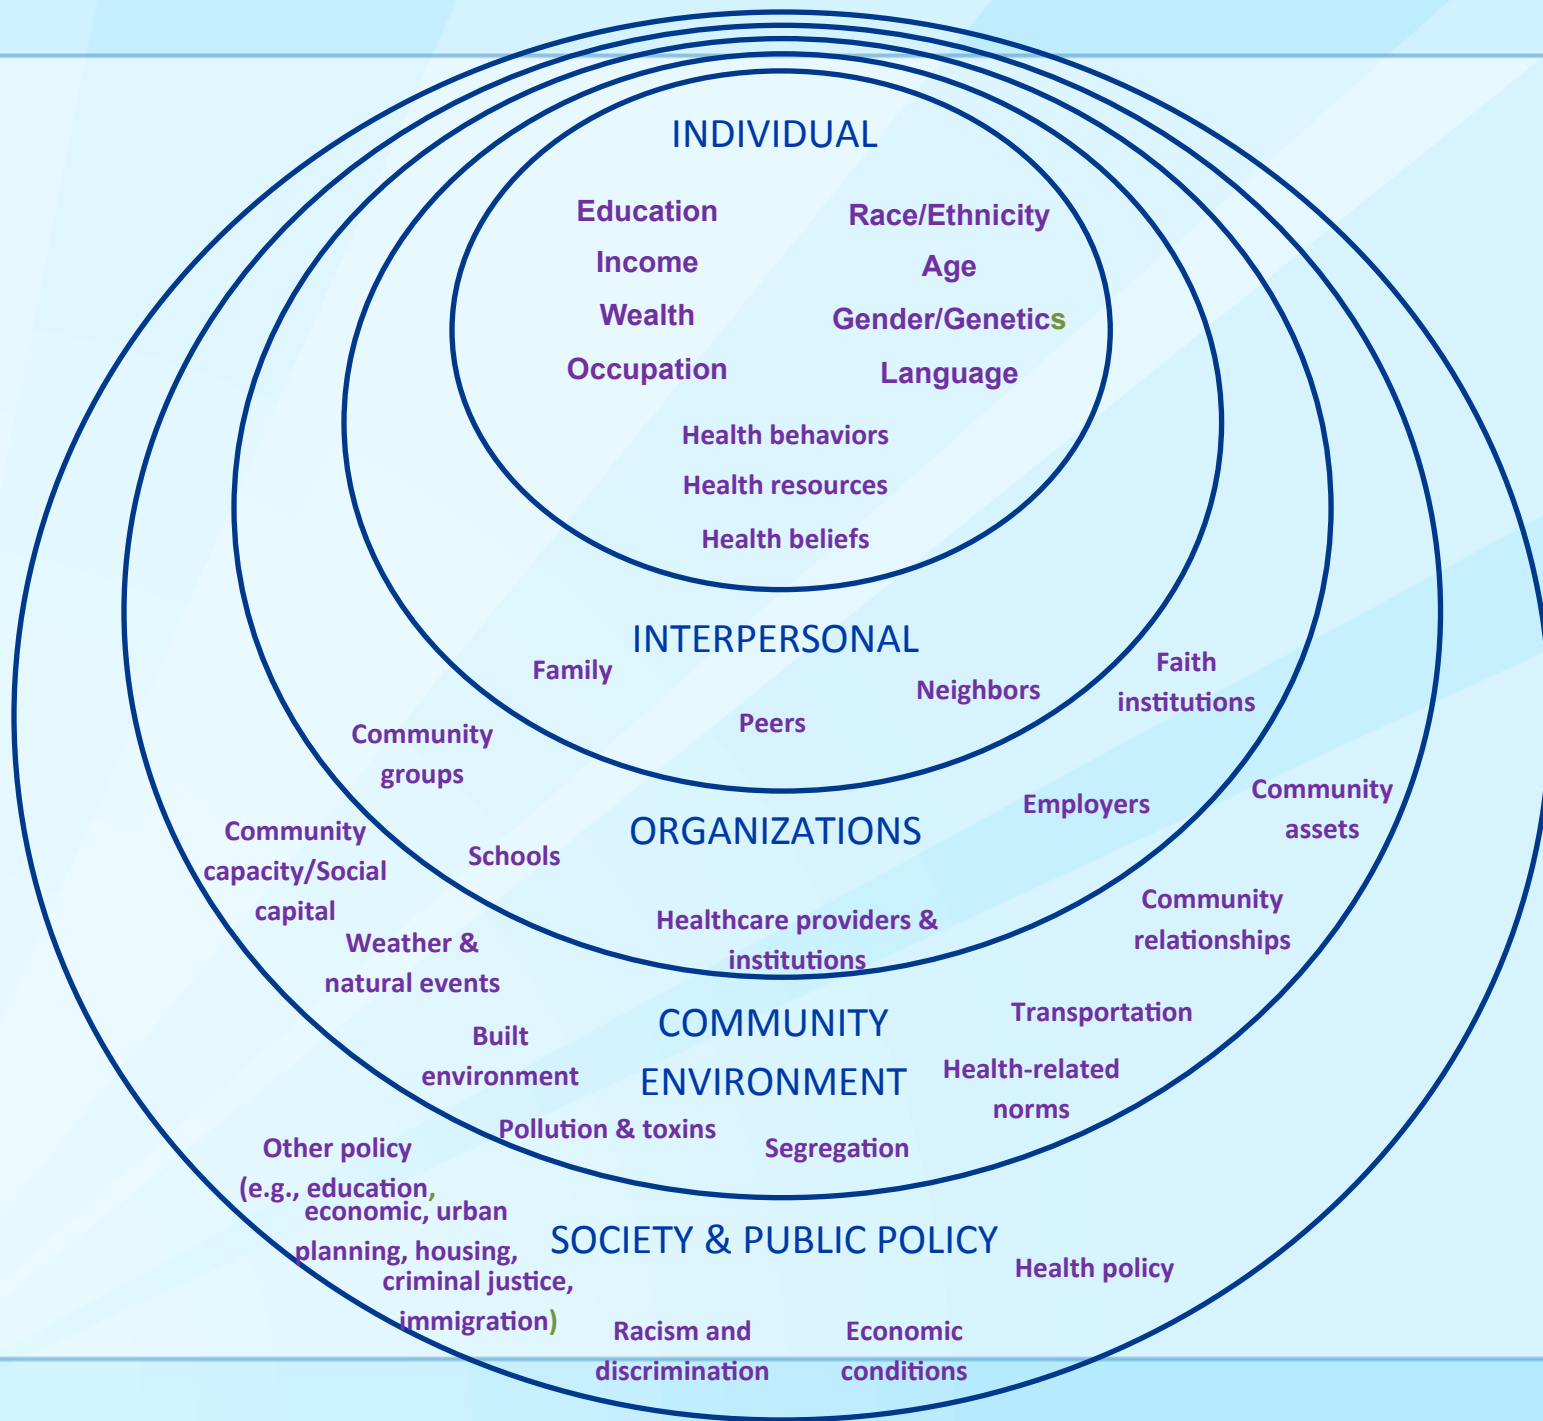 INDIVIDUAL
Education
Income
Wealth
Occupation
Race/Ethnicity
Age
Gender/Genetics
Language
Health behaviors
Health resources
Health beliefs
INTERPERSONAL
Family
Peers
Neighbors
ORGANIZATIONS
Community
groups
Schools
Healthcare providers &
institutions
Employers
Faith
institutions
COMMUNITY
ENVIRONMENT
Community
capacity/Social
capital
Weather &
natural events
Built
environment
Pollution & toxins
Segregation
Health-related
norms
Transportation
Community
relationships
Community
assets
SOCIETY & PUBLIC POLICY
Other policy
(e.g., education,
economic, urban
planning, housing,
criminal justice,
immigration)
Racism and
discrimination
Economic
conditions
Health policy